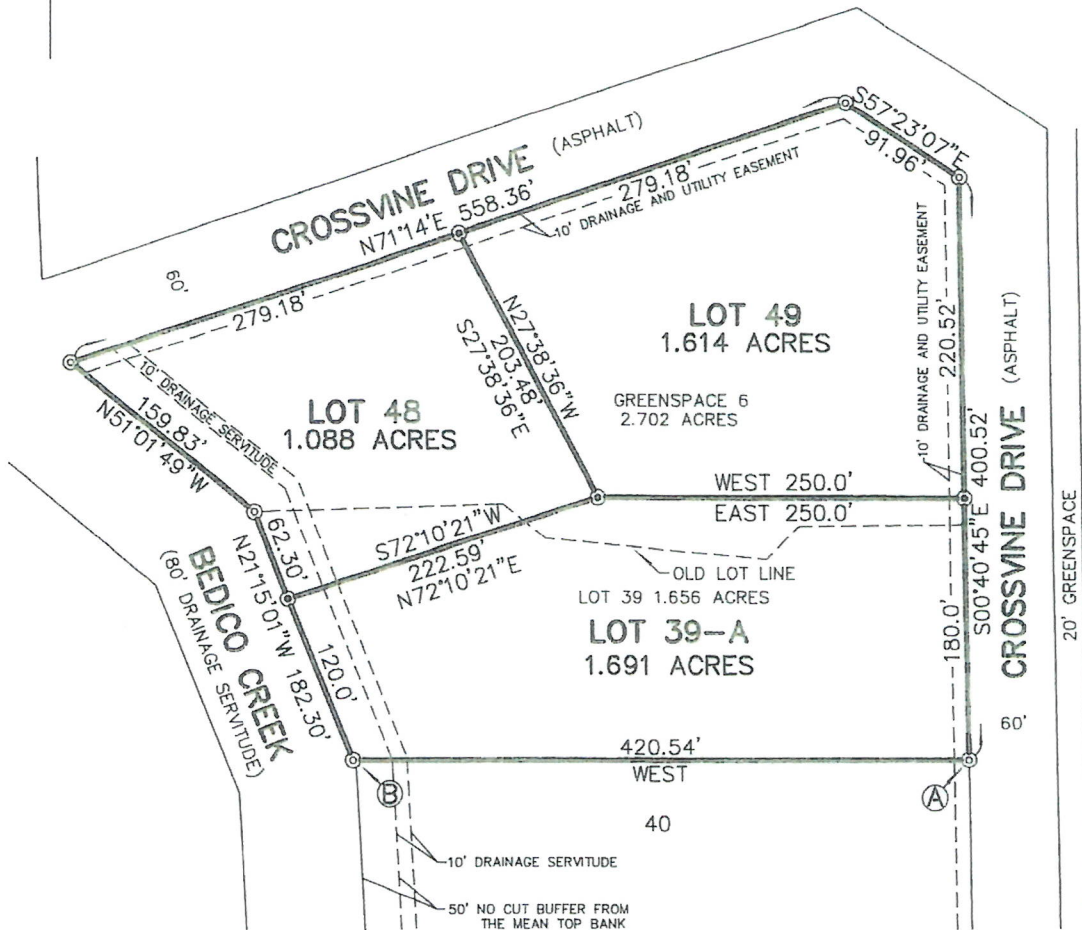 S57°23'07"E
91.96
CROSSVINE DRIVE (ASPHALT)
N71°14'E 558.36'
279.18'
10' DRAINAGE AND UTILITY EASEMENT
60'
279.18'
LOT 49
1.614 ACRES
GREENSPACE 6
2.702 ACRES
N27°38'36"W
203.48'
S27°38'36"E
10' DRAINAGE AND UTILITY EASEMENT
220.52'
400.52'
S00°40'45"E
CROSSVINE DRIVE (ASPHALT)
20' GREENSPACE
10' DRAINAGE SERVITUDE
159.83'
N51°01'49"W
LOT 48
1.088 ACRES
WEST 250.0'
EAST 250.0'
S72°10'21"W
222.59'
N72°10'21"E
62.30'
N21°15'01"W 182.30'
120.0'
BEDICO CREEK
(80' DRAINAGE SERVITUDE)
OLD LOT LINE
LOT 39 1.656 ACRES
LOT 39-A
1.691 ACRES
180.0'
60'
420.54'
WEST
B
A
40
10' DRAINAGE SERVITUDE
50' NO CUT BUFFER FROM
THE MEAN TOP BANK